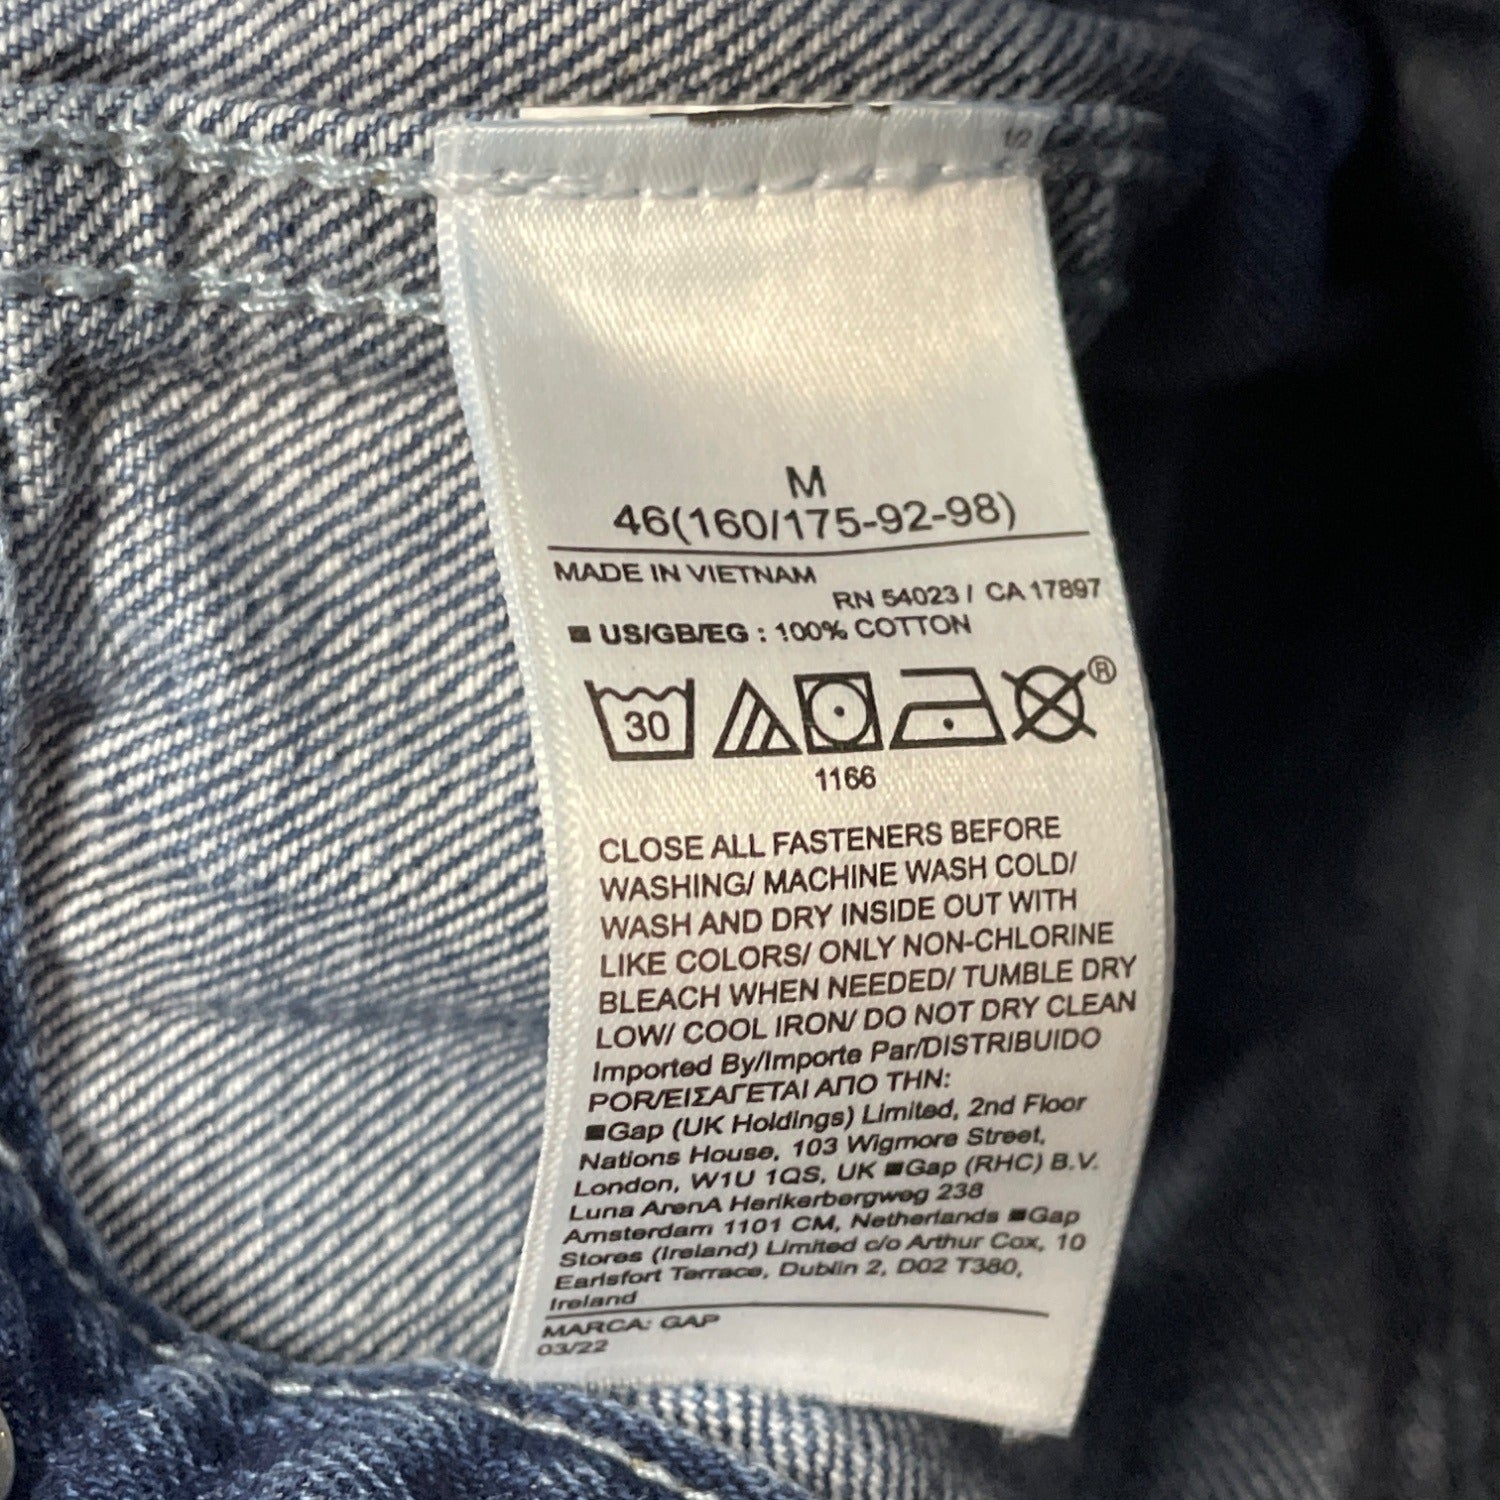 1/2
M
46(160/175-92-98)
MADE IN VIETNAM
RN 54023 / CA 17897
■ US/GB/EG : 100% COTTON
30
®
1166
CLOSE ALL FASTENERS BEFORE
WASHING/ MACHINE WASH COLD/
WASH AND DRY INSIDE OUT WITH
LIKE COLORS/ ONLY NON-CHLORINE
BLEACH WHEN NEEDED/ TUMBLE DRY
LOW/ COOL IRON/ DO NOT DRY CLEAN
Imported By/Importe Par/DISTRIBUIDO
POR/ΕΙΣΑΓΕΤΑΙ ΑΠΟ ΤΗΝ:
■Gap (UK Holdings) Limited, 2nd Floor
Nations House, 103 Wigmore Street,
London, W1U 1QS, UK ■Gap (RHC) B.V.
Luna ArenA Herikerbergweg 238
Amsterdam 1101 CM, Netherlands ■Gap
Stores (Ireland) Limited c/o Arthur Cox, 10
Earlsfort Terrace, Dublin 2, D02 T380,
Ireland
MARCA: GAP
03/22